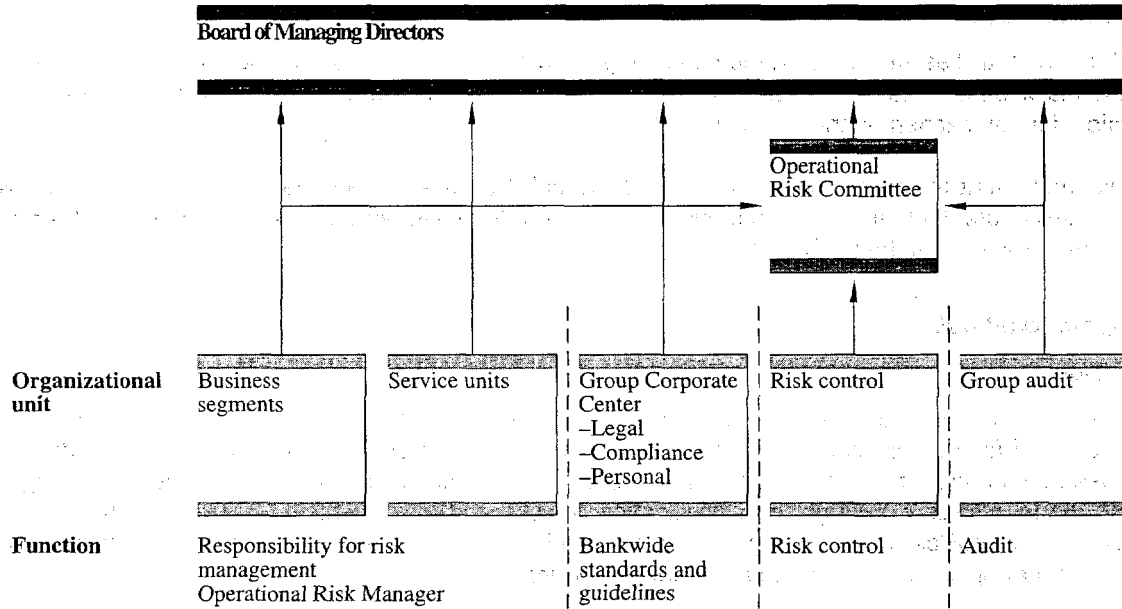 Board of Managing Directors
Operational
Risk Committee
Organizational
unit
Business
segments
Service units
Group Corporate
Center
–Legal
–Compliance
–Personal
Risk control
Group audit
Function
Responsibility for risk
management
Operational Risk Manager
Bankwide
standards and
guidelines
Risk control
Audit